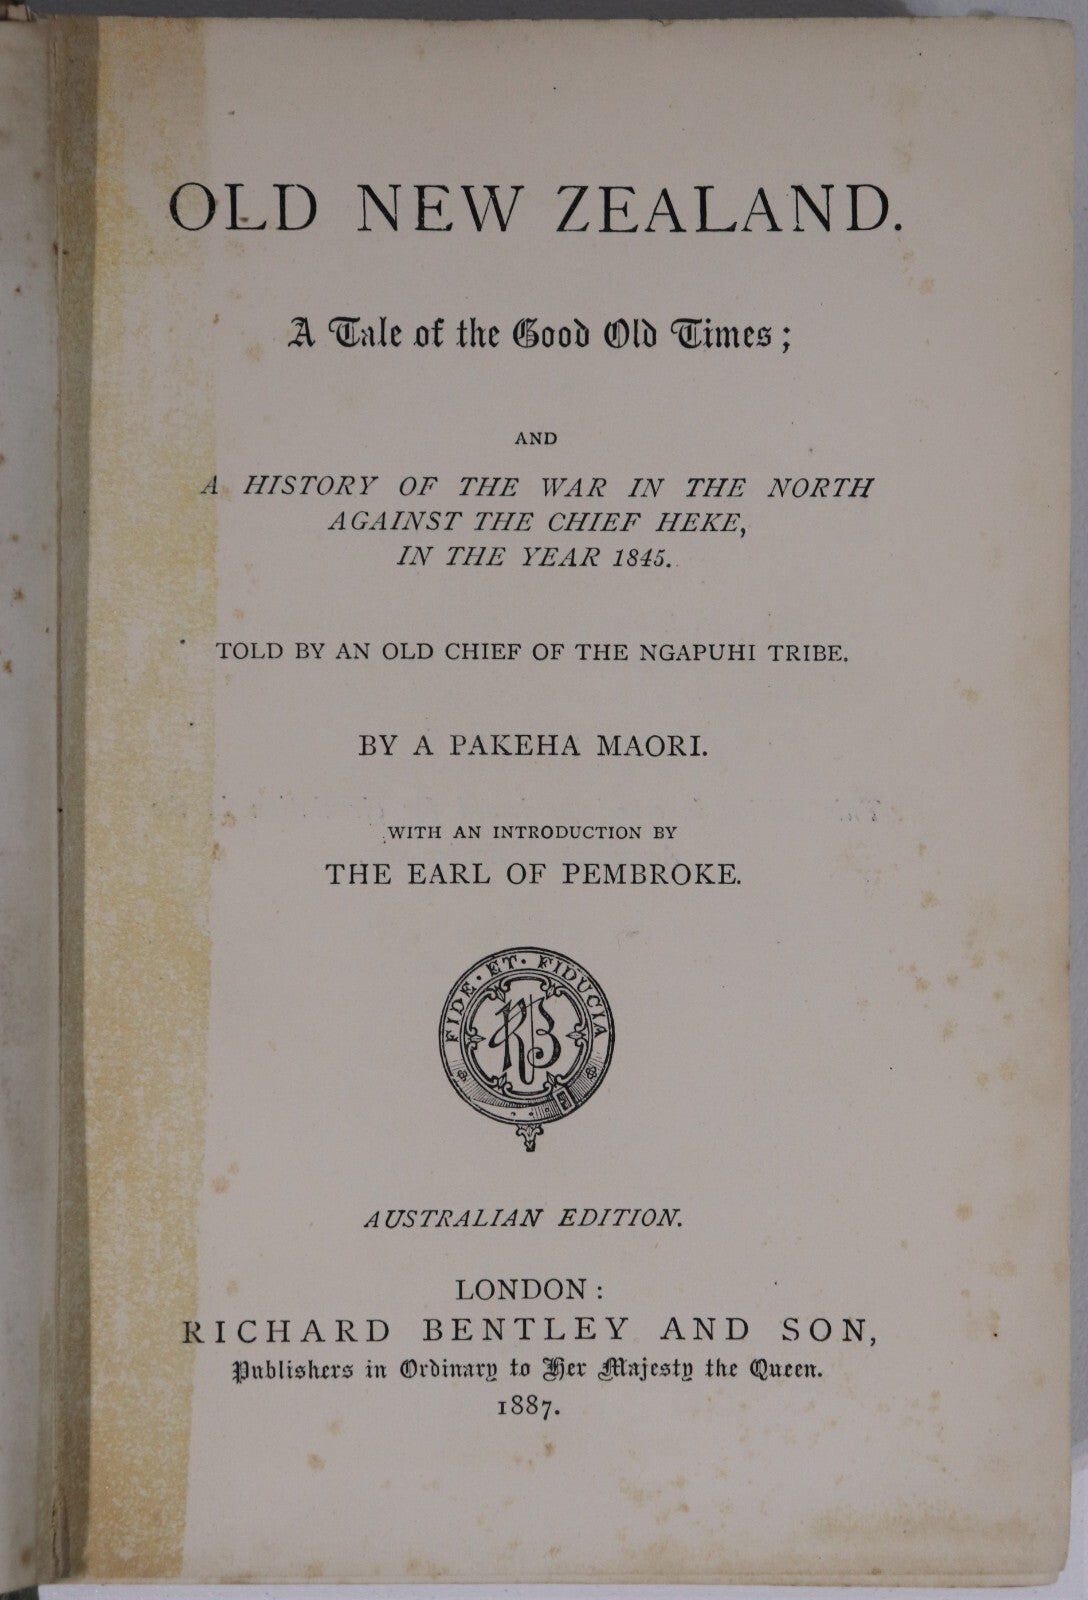 OLD NEW ZEALAND.
A Tale of the Good Old Times;
AND
A HISTORY OF THE WAR IN THE NORTH
AGAINST THE CHIEF HEKE,
IN THE YEAR 1845.
TOLD BY AN OLD CHIEF OF THE NGAPUHI TRIBE.
BY A PAKEHA MAORI.
WITH AN INTRODUCTION BY
THE EARL OF PEMBROKE.
FIDE · ET · FIDUCIA
RB
AUSTRALIAN EDITION.
LONDON:
RICHARD BENTLEY AND SON,
Publishers in Ordinary to Her Majesty the Queen.
1887.